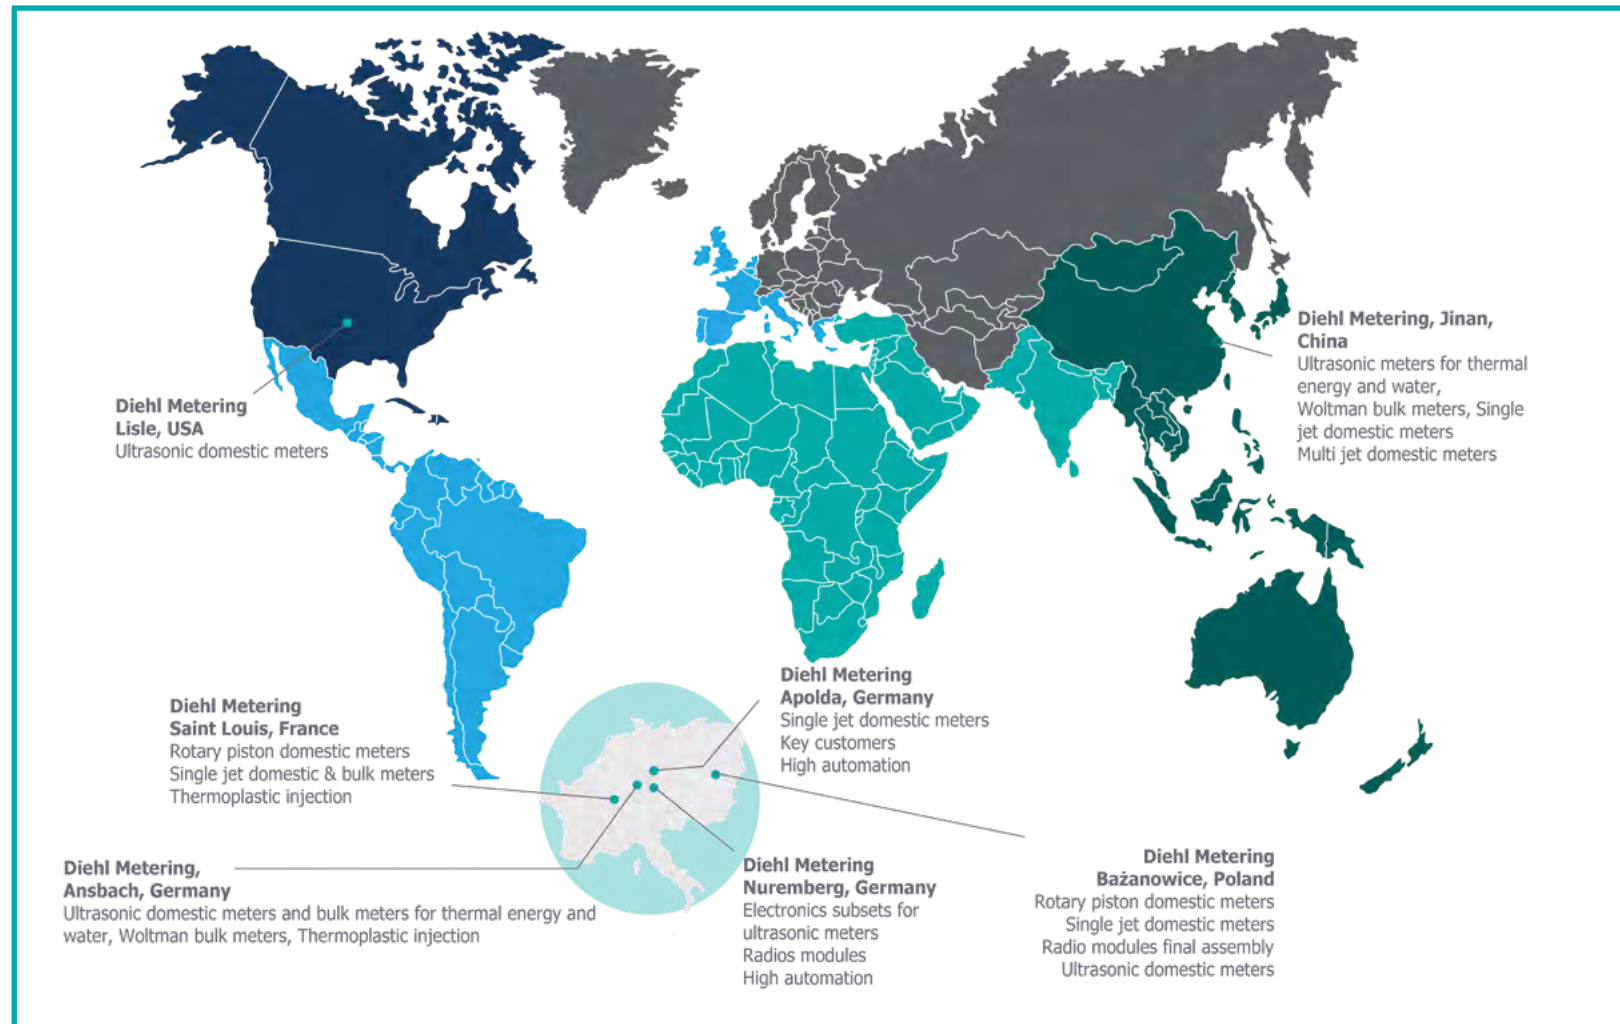 Diehl Metering, Jinan,
China
Ultrasonic meters for thermal
energy and water,
Woltman bulk meters, Single
jet domestic meters
Multi jet domestic meters
Diehl Metering
Lisle, USA
Ultrasonic domestic meters
Diehl Metering
Apolda, Germany
Single jet domestic meters
Key customers
High automation
Diehl Metering
Saint Louis, France
Rotary piston domestic meters
Single jet domestic & bulk meters
Thermoplastic injection
Diehl Metering,
Ansbach, Germany
Ultrasonic domestic meters and bulk meters for thermal energy and
water, Woltman bulk meters, Thermoplastic injection
Diehl Metering
Nuremberg, Germany
Electronics subsets for
ultrasonic meters
Radios modules
High automation
Diehl Metering
Bażanowice, Poland
Rotary piston domestic meters
Single jet domestic meters
Radio modules final assembly
Ultrasonic domestic meters